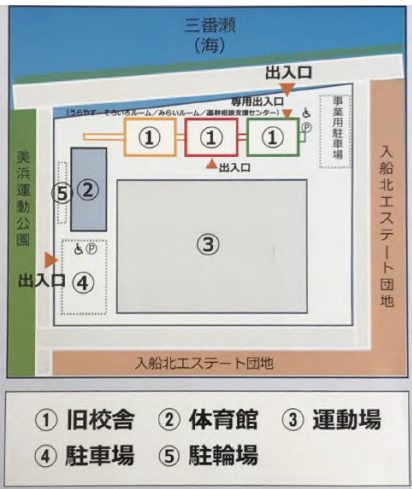 三番瀬
(海)
出入口
専用出入口
(うらやす・そらいろルーム/みらいルーム/基幹相談支援センター)
事業用駐車場
① ① ①
Ⓟ
出入口
美浜運動公園
⑤ ②
③
Ⓟ
出入口 ④
入船北エステート団地
入船北エステート団地
① 旧校舎 ② 体育館 ③ 運動場
④ 駐車場 ⑤ 駐輪場